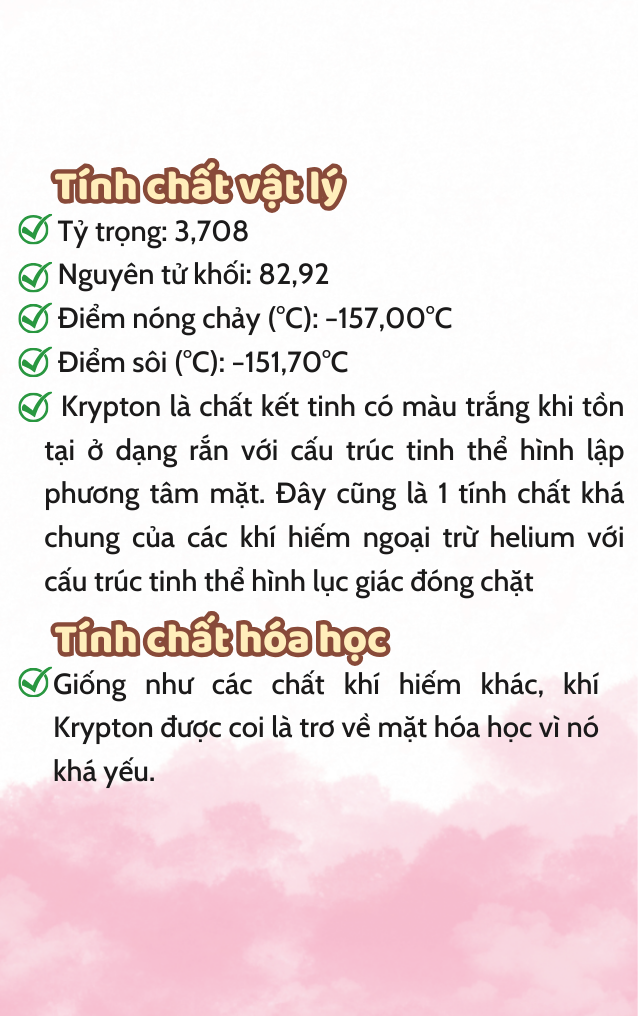 Tính chất vật lý
Tỷ trọng: 3,708
Nguyên tử khối: 82,92
Điểm nóng chảy (°C): –157,00°C
Điểm sôi (°C): –151,70°C
Krypton là chất kết tinh có màu trắng khi tồn
tại ở dạng rắn với cấu trúc tinh thể hình lập
phương tâm mặt. Đây cũng là 1 tính chất khá
chung của các khí hiếm ngoại trừ helium với
cấu trúc tinh thể hình lục giác đóng chặt
Tính chất hóa học
Giống như các chất khí hiếm khác, khí
Krypton được coi là trơ về mặt hóa học vì nó
khá yếu.